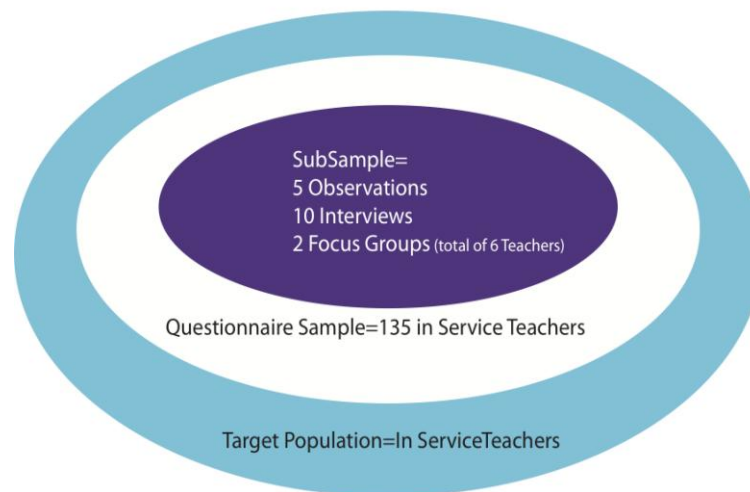 SubSample=
5 Observations
10 Interviews
2 Focus Groups (total of 6 Teachers)
Questionnaire Sample=135 in Service Teachers
Target Population=In ServiceTeachers